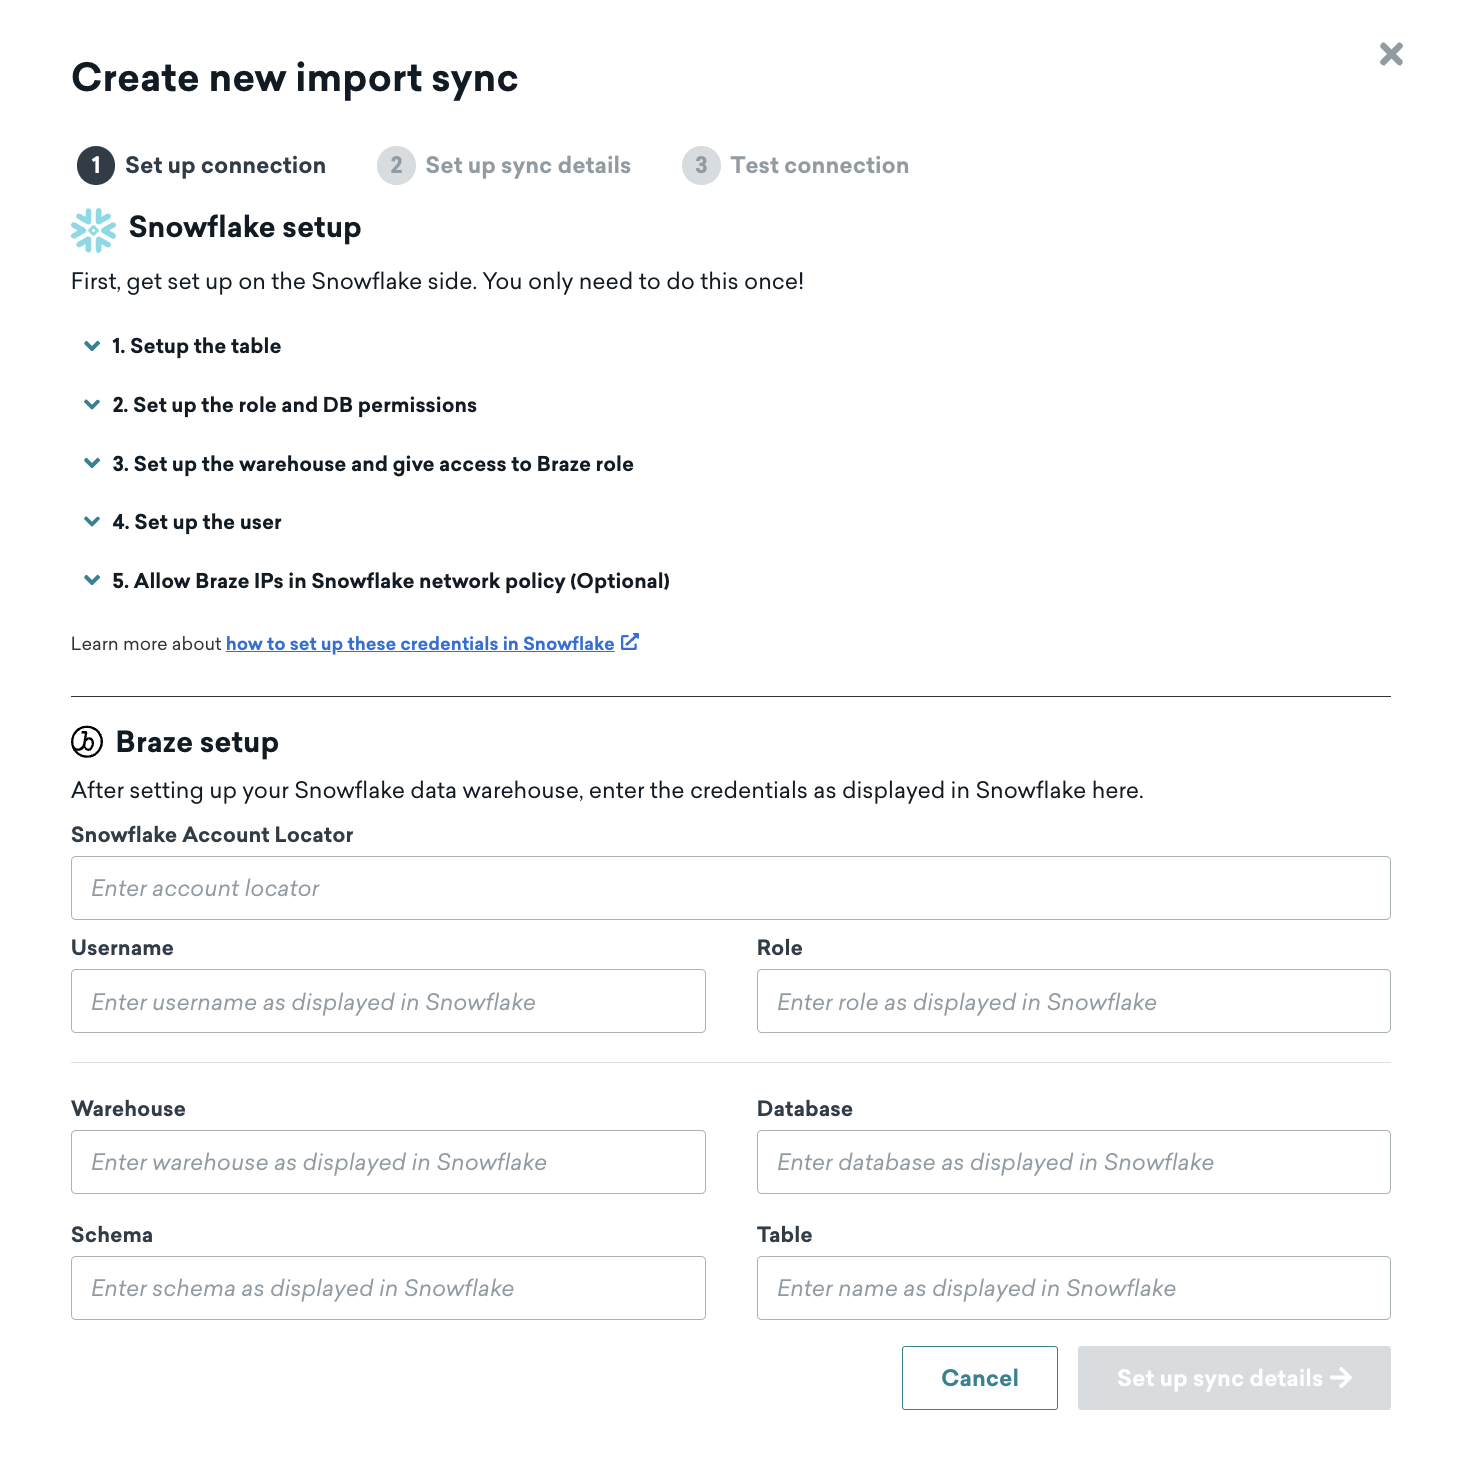 Create new import sync
1 Set up connection 2 Set up sync details 3 Test connection
Snowflake setup
First, get set up on the Snowflake side. You only need to do this once!
1. Setup the table
2. Set up the role and DB permissions
3. Set up the warehouse and give access to Braze role
4. Set up the user
5. Allow Braze IPs in Snowflake network policy (Optional)
Learn more about how to set up these credentials in Snowflake
b Braze setup
After setting up your Snowflake data warehouse, enter the credentials as displayed in Snowflake here.
Snowflake Account Locator
Enter account locator
Username Role
Enter username as displayed in Snowflake Enter role as displayed in Snowflake
Warehouse Database
Enter warehouse as displayed in Snowflake Enter database as displayed in Snowflake
Schema Table
Enter schema as displayed in Snowflake Enter name as displayed in Snowflake
Cancel Set up sync details